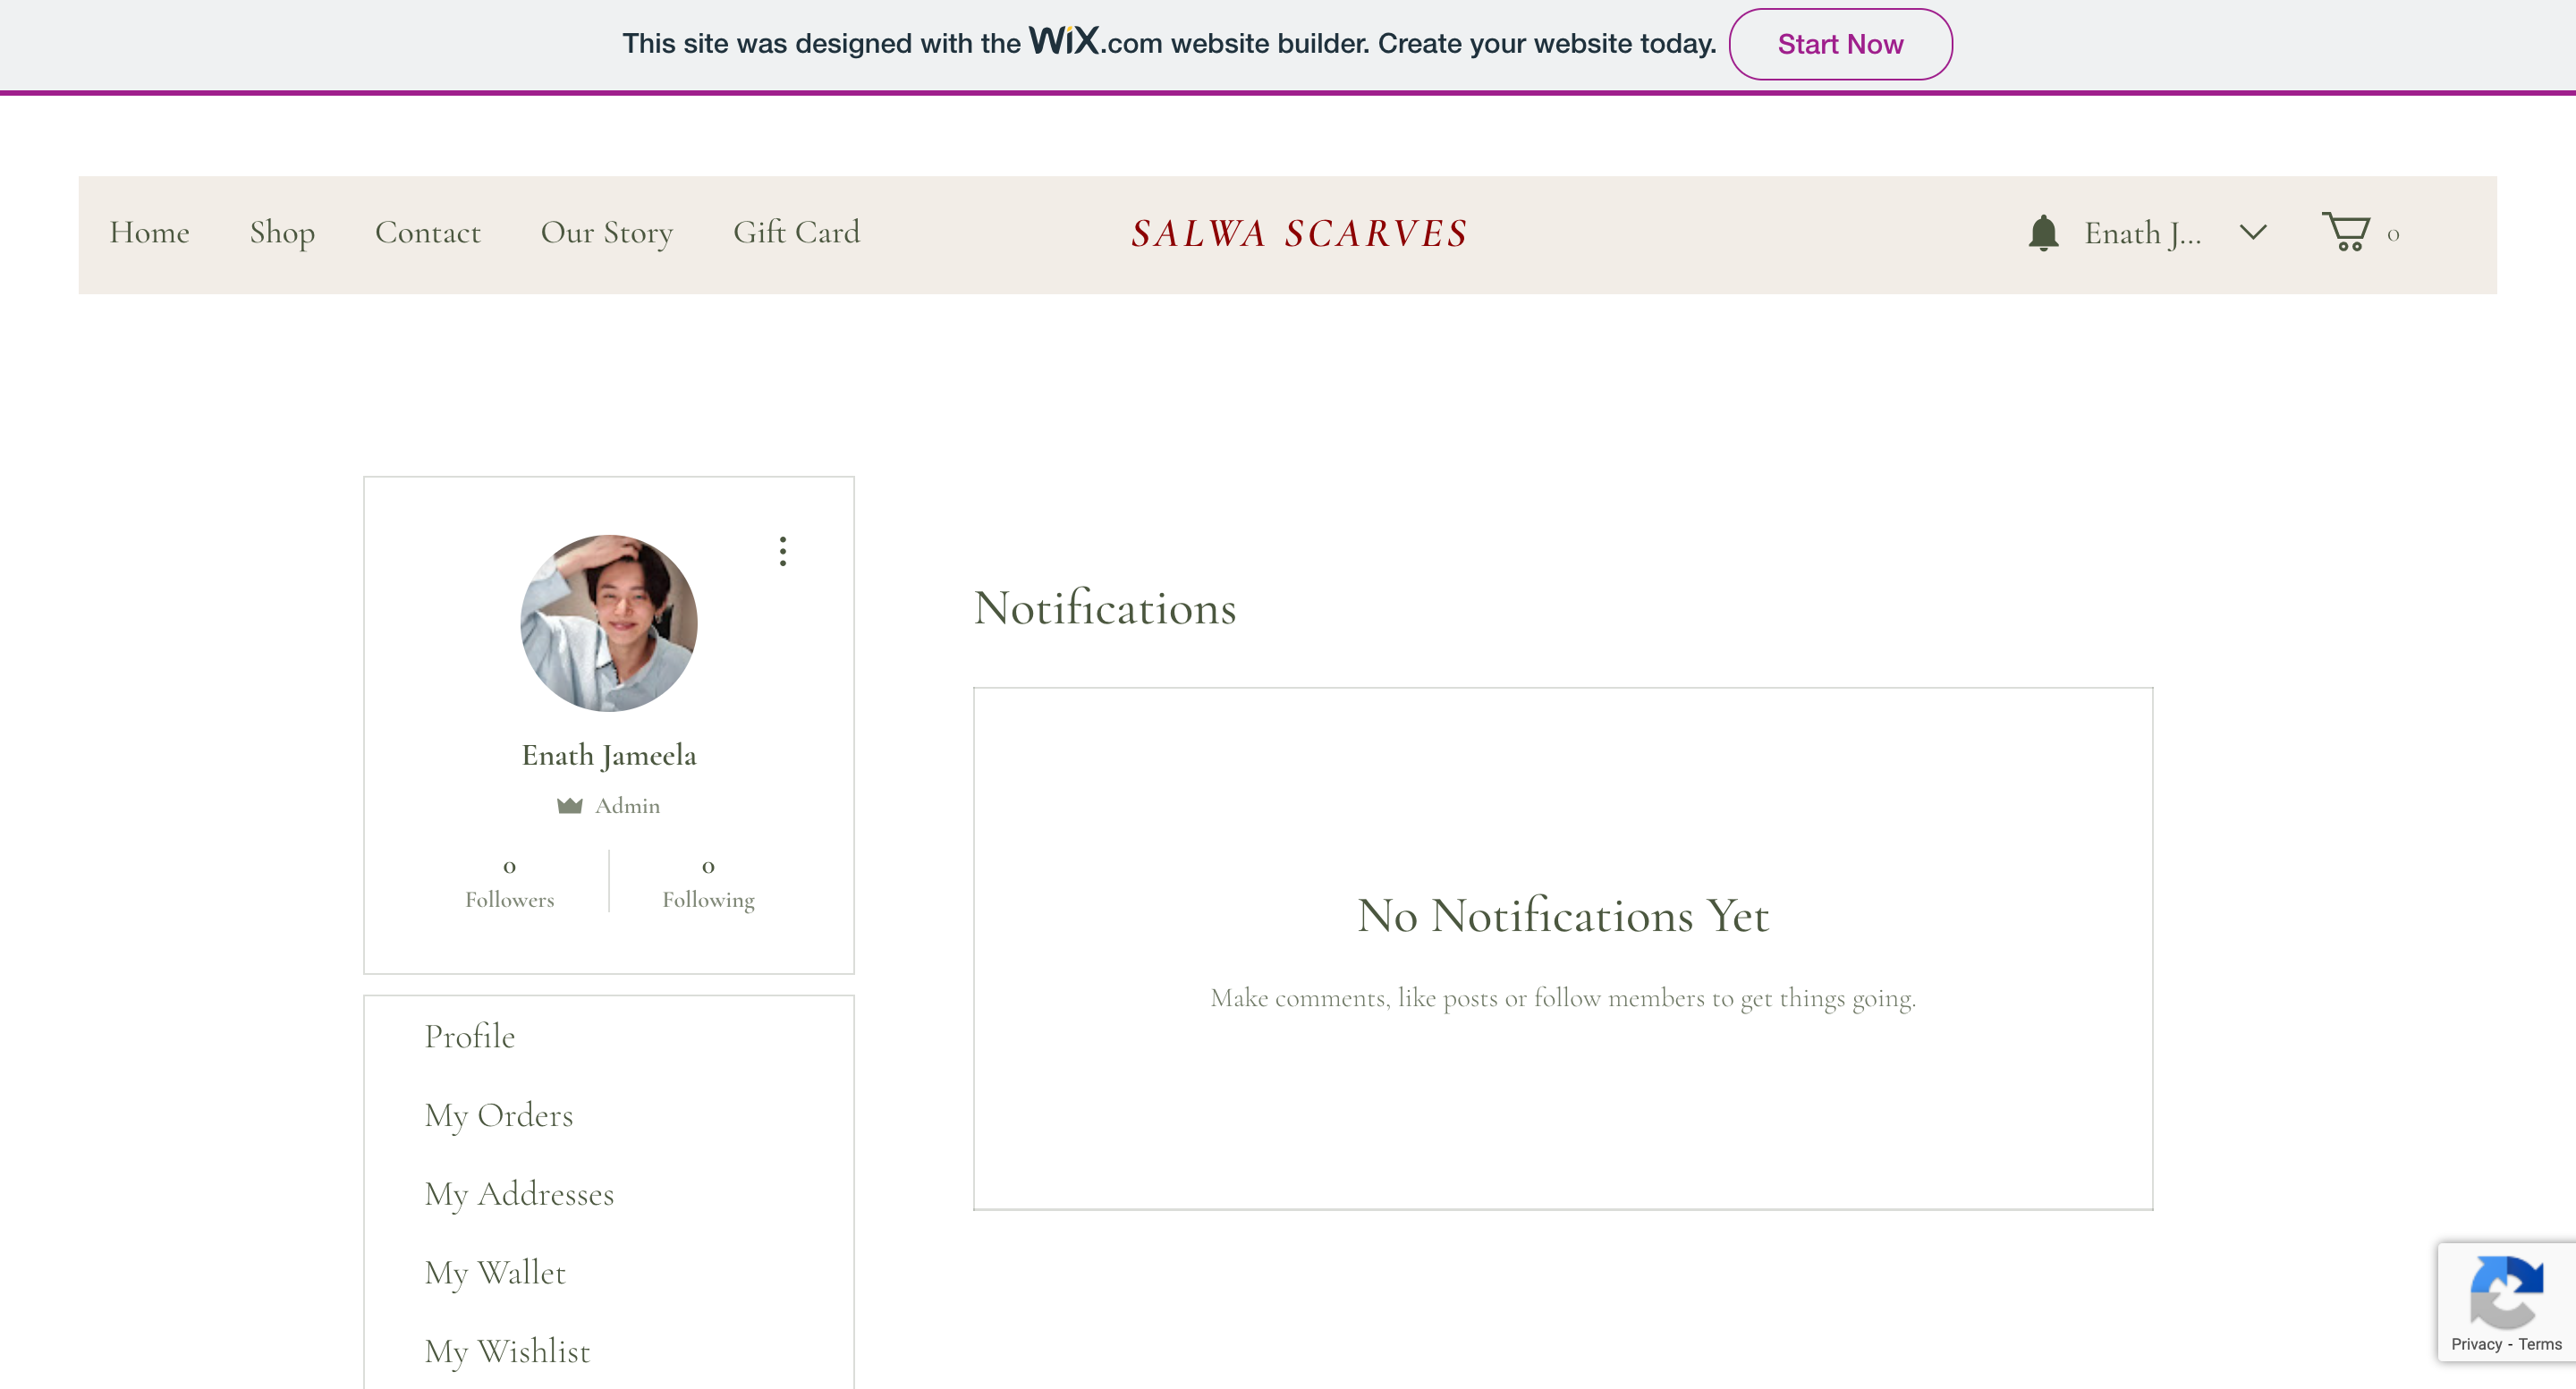 This site was designed with the WiX.com website builder. Create your website today. Start Now
Home Shop Contact Our Story Gift Card SALWA SCARVES Enath J... 0
Enath Jameela
Admin
0 0
Followers Following
Profile
My Orders
My Addresses
My Wallet
My Wishlist
Notifications
No Notifications Yet
Make comments, like posts or follow members to get things going.
Privacy - Terms